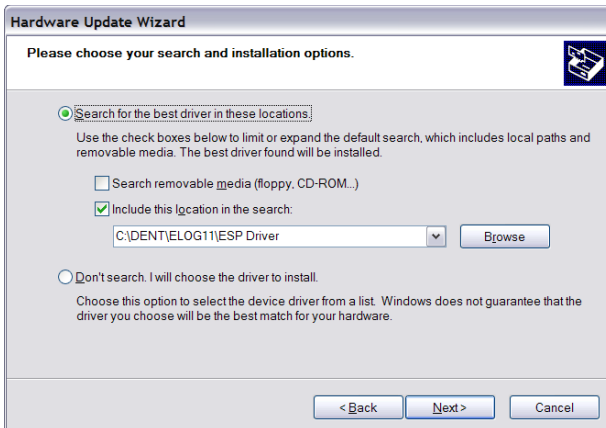 Hardware Update Wizard
Please choose your search and installation options.
Search for the best driver in these locations.
Use the check boxes below to limit or expand the default search, which includes local paths and
removable media. The best driver found will be installed.
Search removable media (floppy, CD-ROM...)
Include this location in the search:
C:\DENT\ELOG11\ESP Driver
Browse
Don't search. I will choose the driver to install.
Choose this option to select the device driver from a list. Windows does not guarantee that the
driver you choose will be the best match for your hardware.
< Back
Next >
Cancel